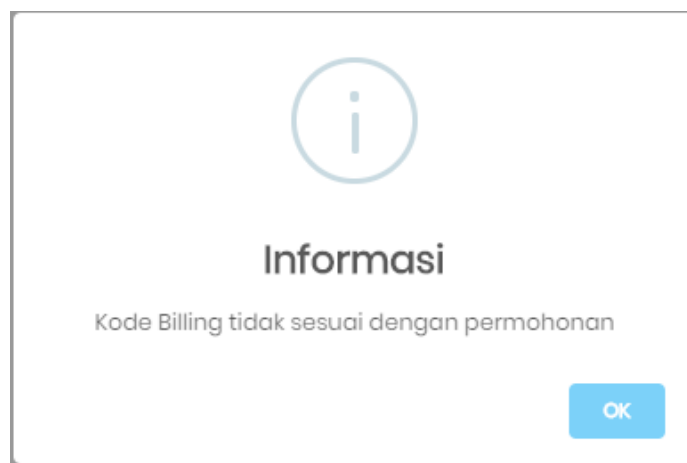 Informasi
Kode Billing tidak sesuai dengan permohonan
OK